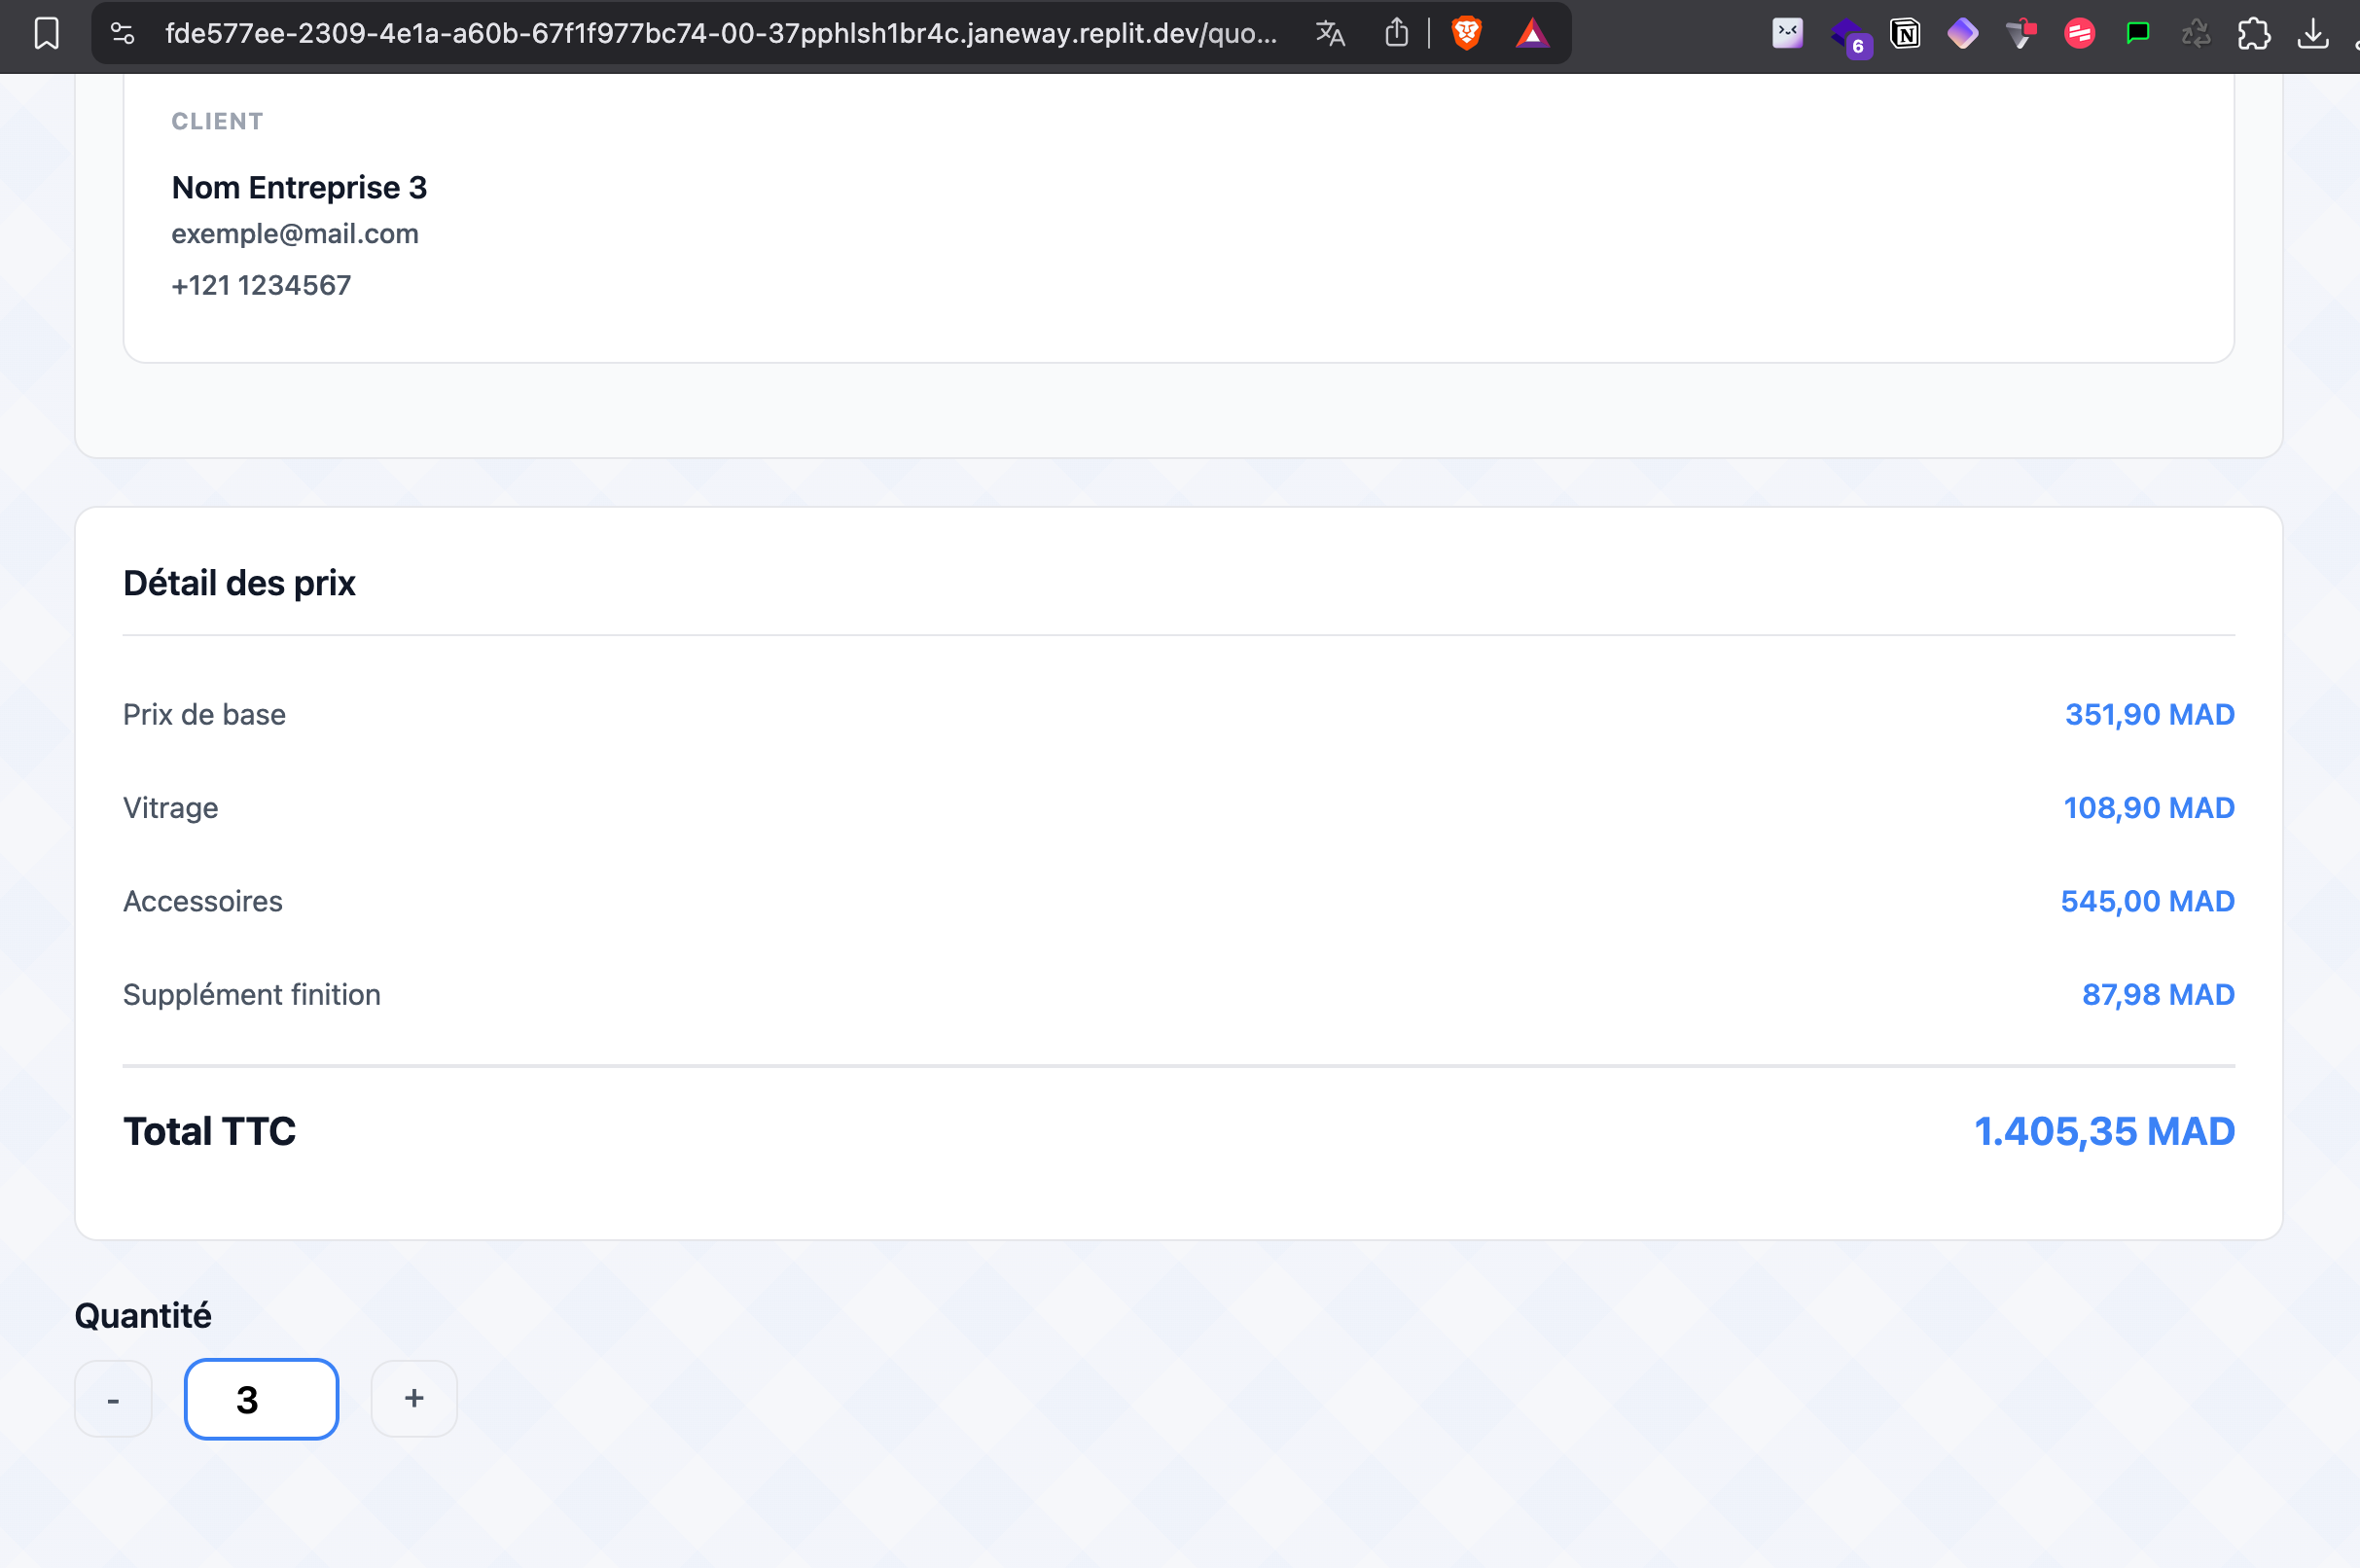 fde577ee-2309-4e1a-a60b-67f1f977bc74-00-37pphlsh1br4c.janeway.replit.dev/quo...
6
CLIENT
Nom Entreprise 3
exemple@mail.com
+121 1234567
Détail des prix
Prix de base 351,90 MAD
Vitrage 108,90 MAD
Accessoires 545,00 MAD
Supplément finition 87,98 MAD
Total TTC 1.405,35 MAD
Quantité
- 3 +